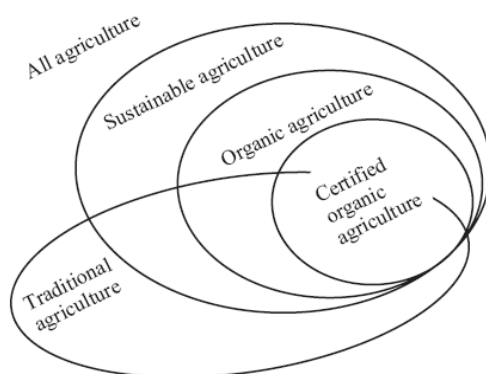 All agriculture
Sustainable agriculture
Organic agriculture
Certified
organic
agriculture
Traditional
agriculture